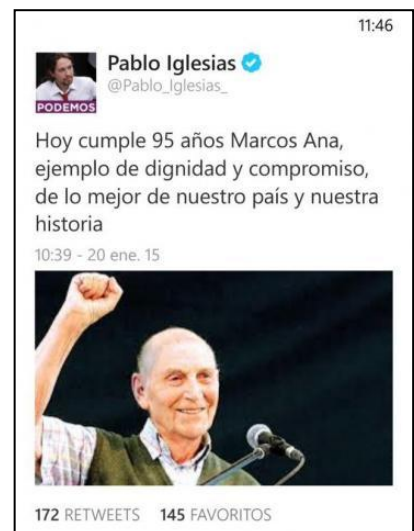 11:46
Pablo Iglesias
@Pablo_Iglesias_
PODEMOS
Hoy cumple 95 años Marcos Ana,
ejemplo de dignidad y compromiso,
de lo mejor de nuestro país y nuestra
historia
10:39 - 20 ene. 15
172 RETWEETS 145 FAVORITOS